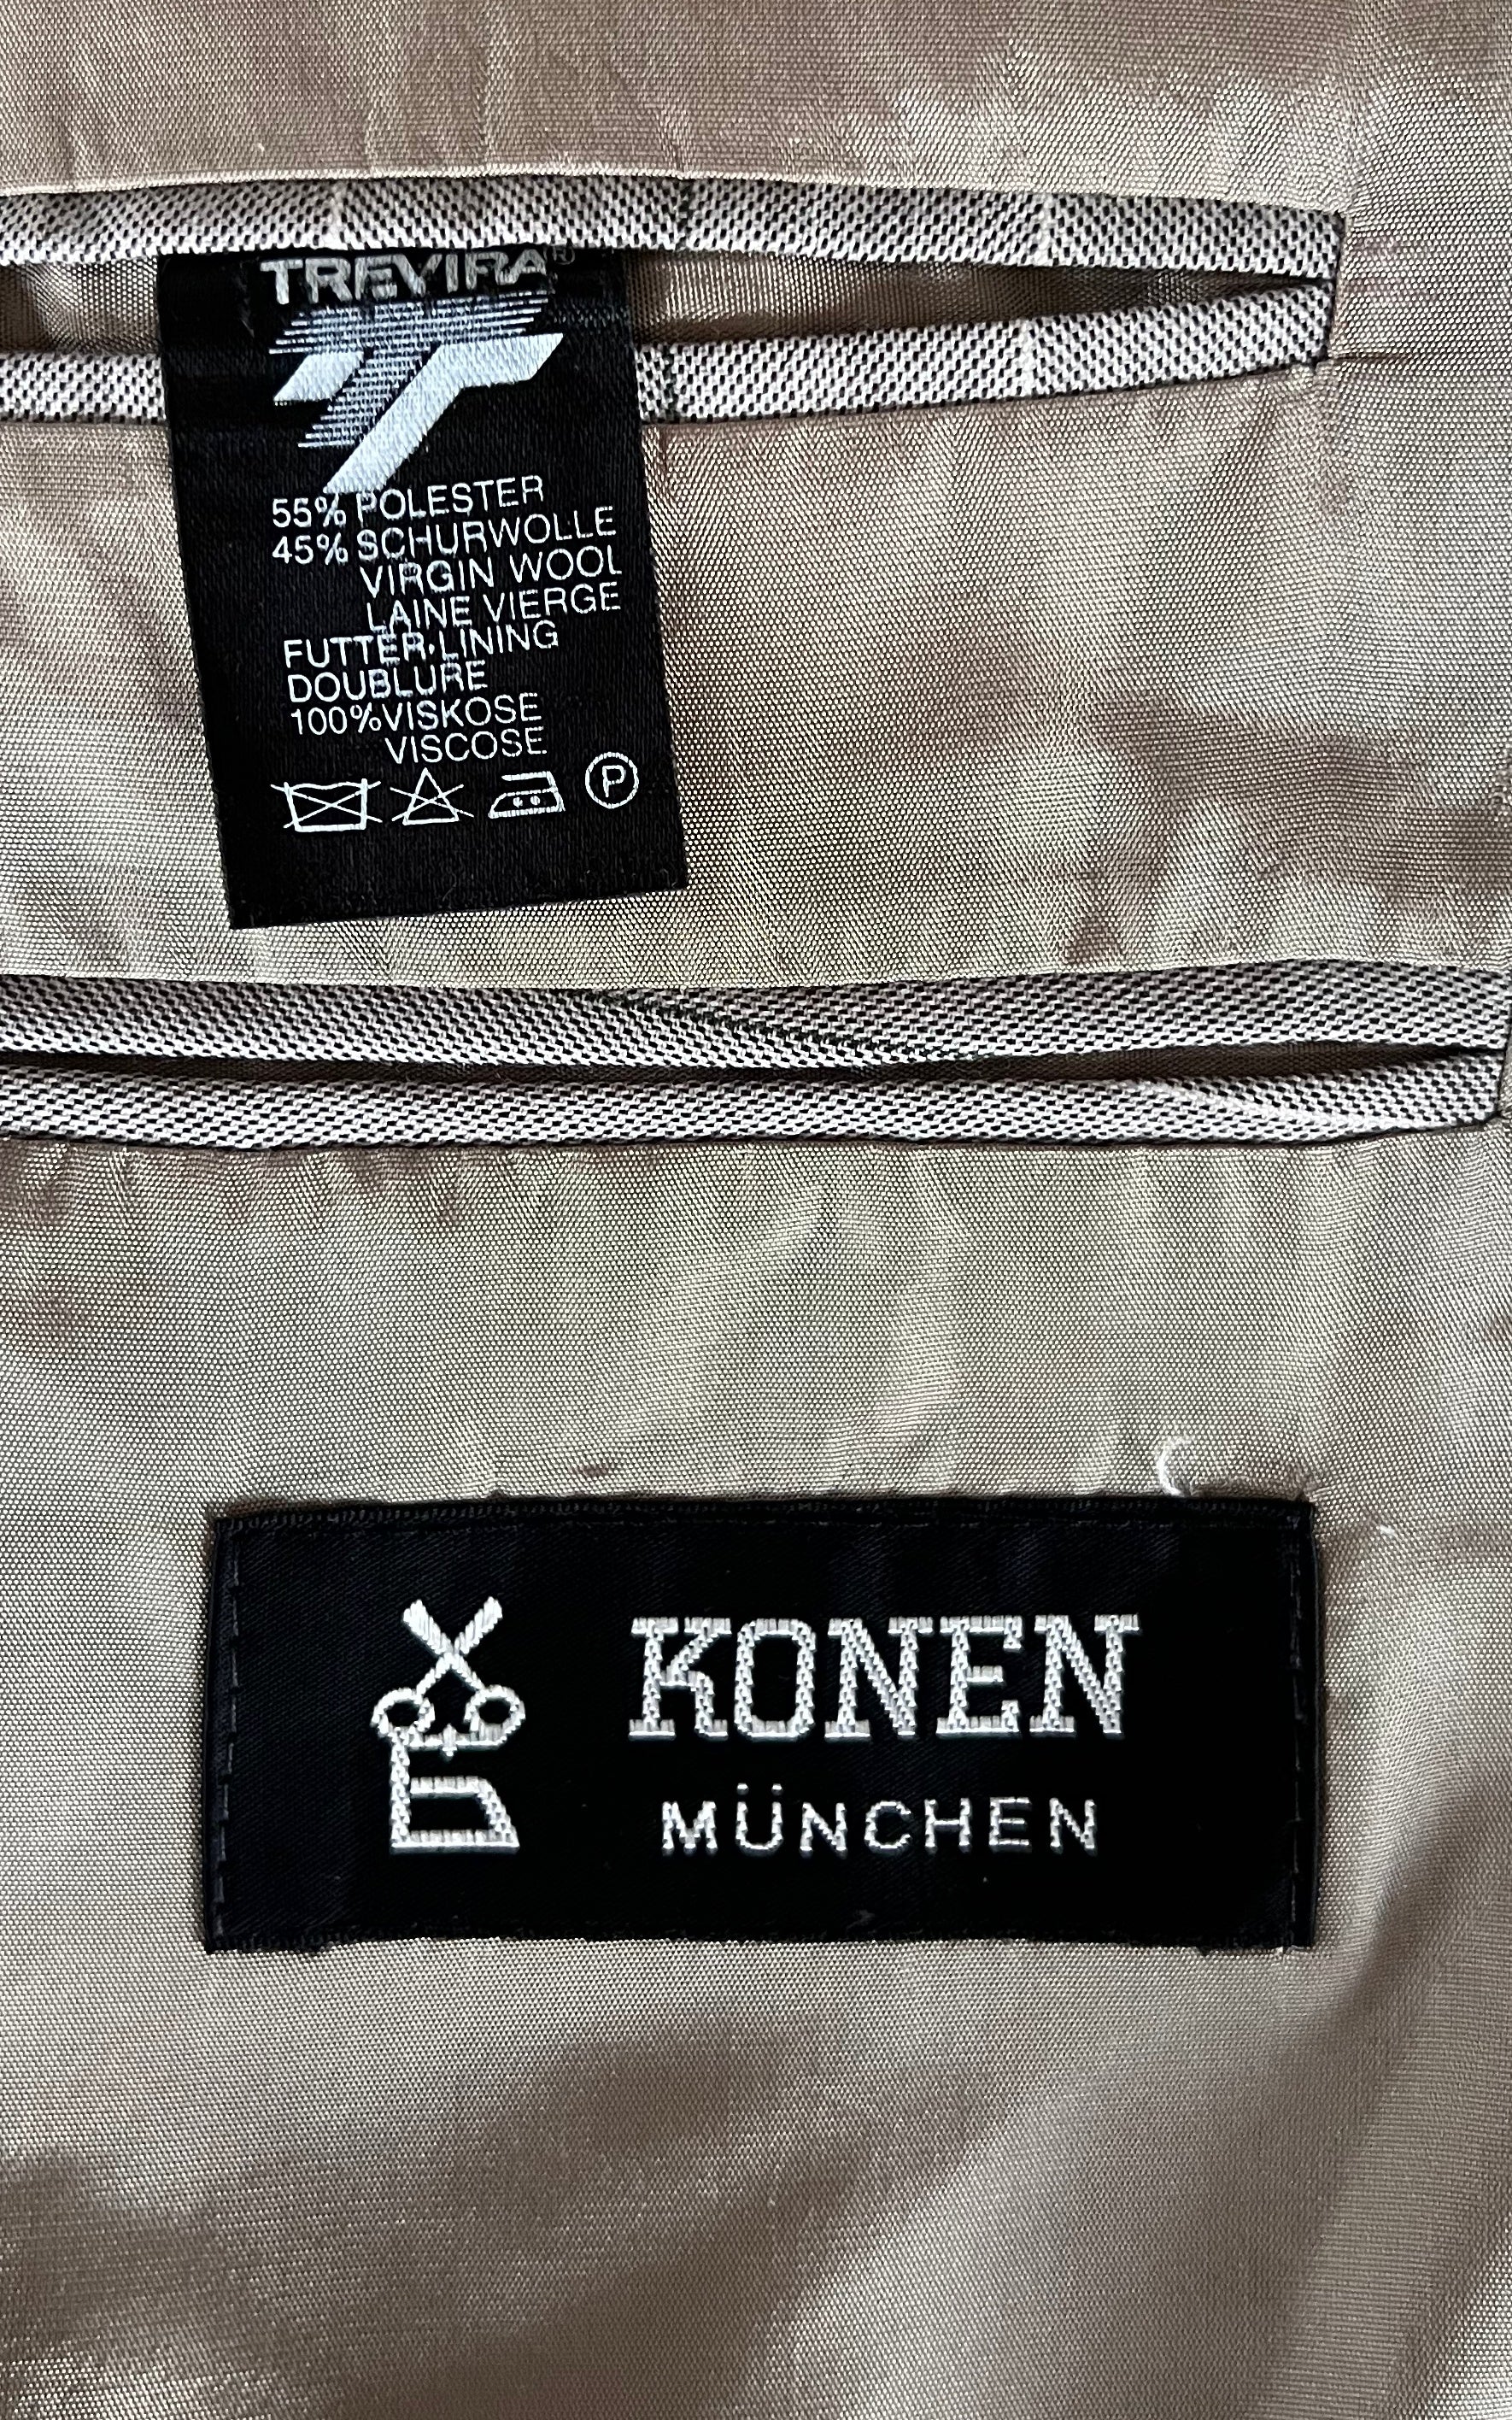 TREVIRA®
55% POLESTER
45% SCHURWOLLE
VIRGIN WOOL
LAINE VIERGE
FUTTER·LINING
DOUBLURE
100%VISKOSE
VISCOSE
P
KONEN
MÜNCHEN